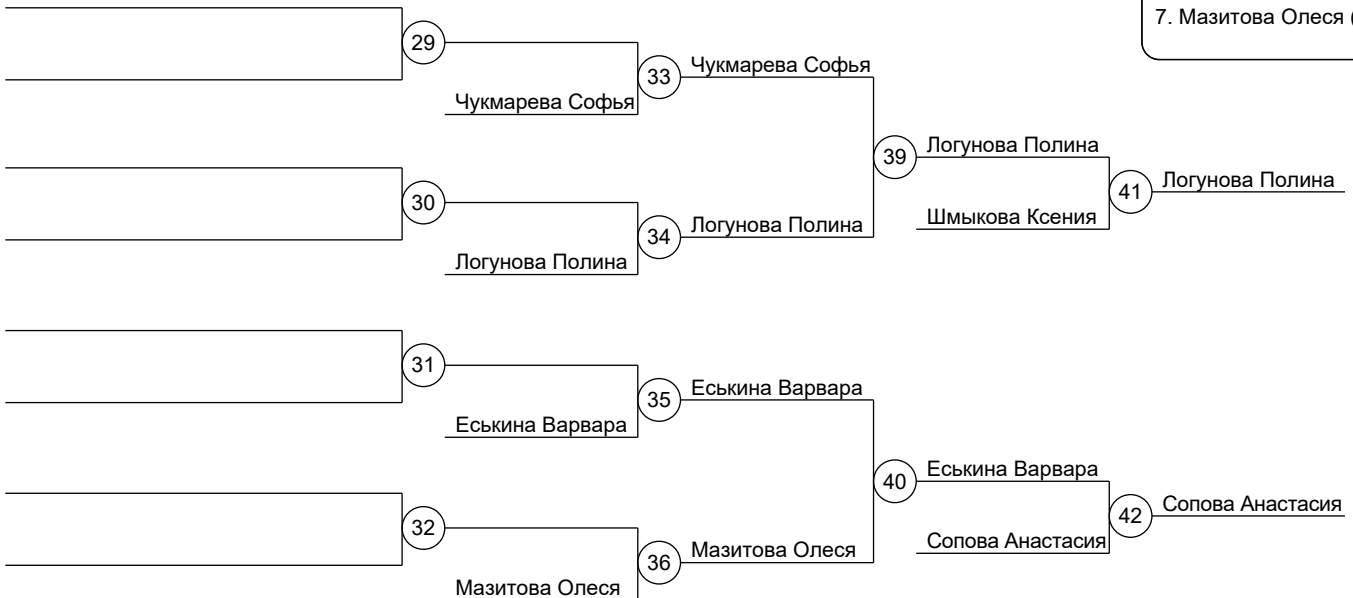 7. Мазитова Олеся (
29
33
Чукмарева Софья
Чукмарева Софья
39
Логунова Полина
41
Логунова Полина
30
34
Логунова Полина
Шмыкова Ксения
Логунова Полина
31
35
Еськина Варвара
Еськина Варвара
40
Еськина Варвара
42
Сопова Анастасия
32
36
Мазитова Олеся
Сопова Анастасия
Мазитова Олеся